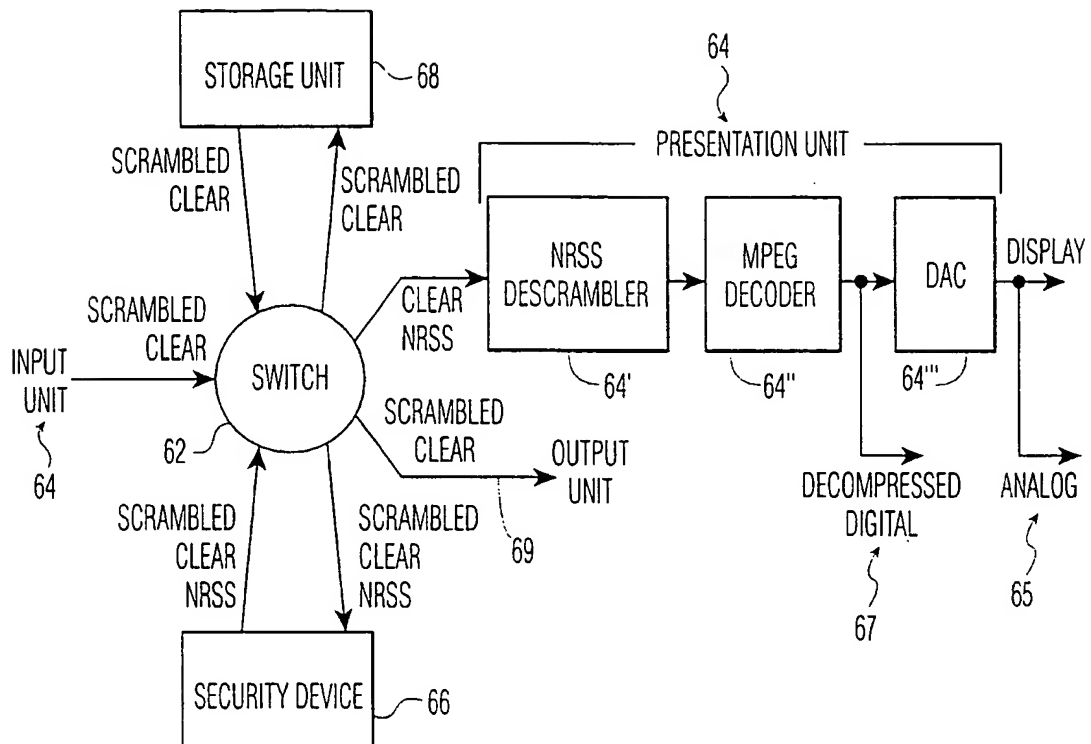 STORAGE UNIT
68
SCRAMBLED
CLEAR
SCRAMBLED
CLEAR
64
PRESENTATION UNIT
NRSS
DESCRAMBLER
64'
MPEG
DECODER
64''
DAC
64'''
DISPLAY
CLEAR
NRSS
SCRAMBLED
CLEAR
INPUT
UNIT
64
SWITCH
62
SCRAMBLED
CLEAR
OUTPUT
UNIT
69
DECOMPRESSED
DIGITAL
67
ANALOG
65
SCRAMBLED
CLEAR
NRSS
SCRAMBLED
CLEAR
NRSS
SECURITY DEVICE
66